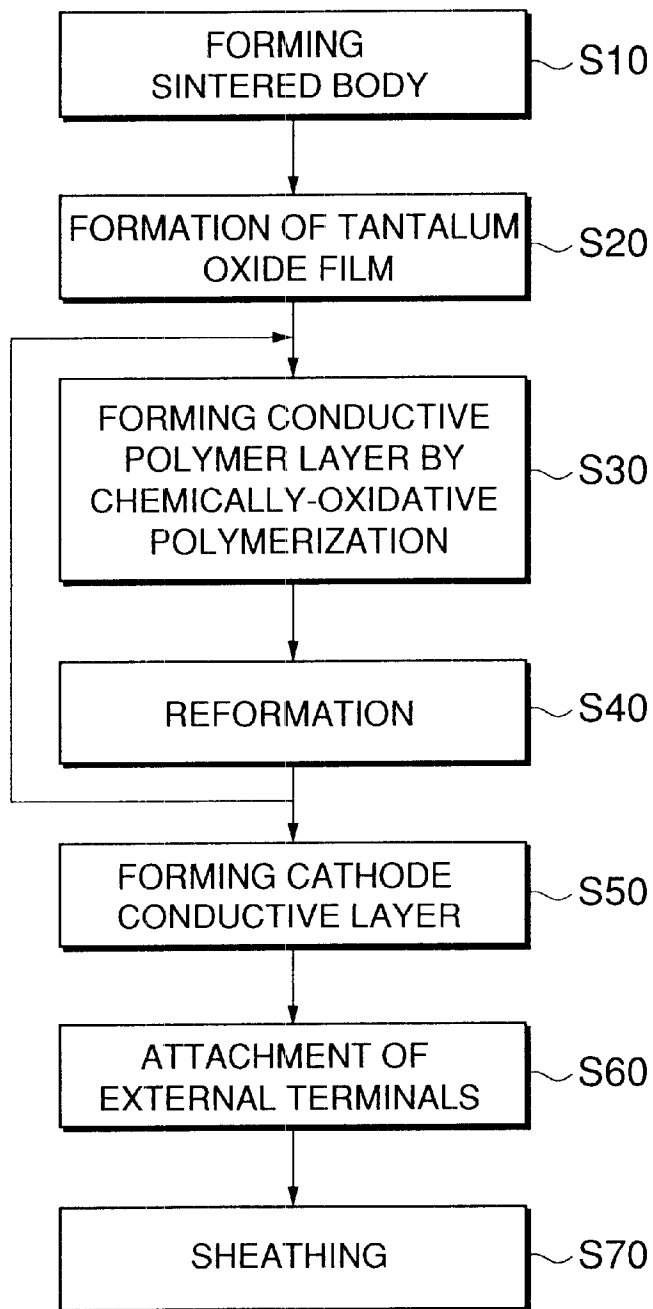 FORMING
SINTERED BODY
S10
FORMATION OF TANTALUM
OXIDE FILM
S20
FORMING CONDUCTIVE
POLYMER LAYER BY
CHEMICALLY-OXIDATIVE
POLYMERIZATION
S30
REFORMATION
S40
FORMING CATHODE
CONDUCTIVE LAYER
S50
ATTACHMENT OF
EXTERNAL TERMINALS
S60
SHEATHING
S70